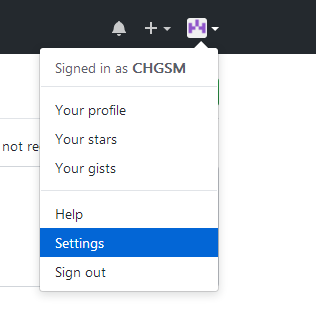 Signed in as CHGSM
Your profile
not re
Your stars
Your gists
Help
Settings
Sign out